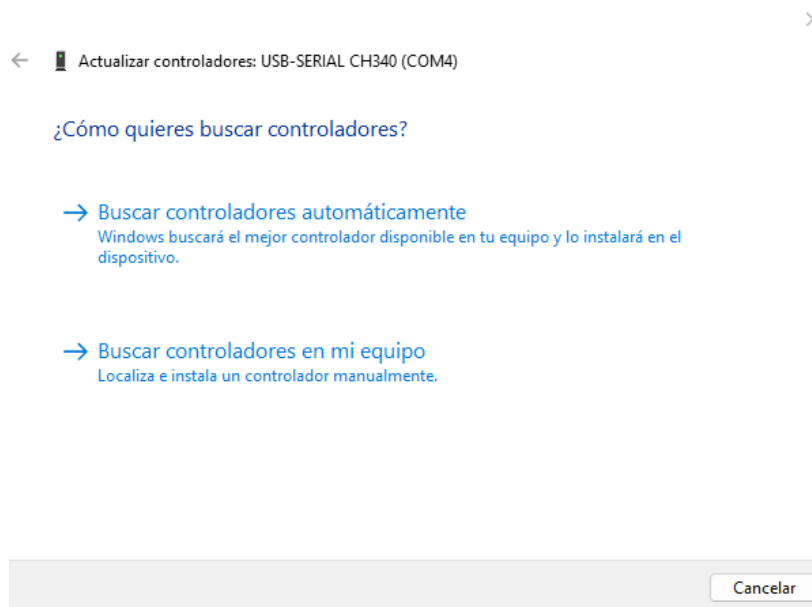 Actualizar controladores: USB-SERIAL CH340 (COM4)
¿Cómo quieres buscar controladores?
Buscar controladores automáticamente
Windows buscará el mejor controlador disponible en tu equipo y lo instalará en el
dispositivo.
Buscar controladores en mi equipo
Localiza e instala un controlador manualmente.
Cancelar